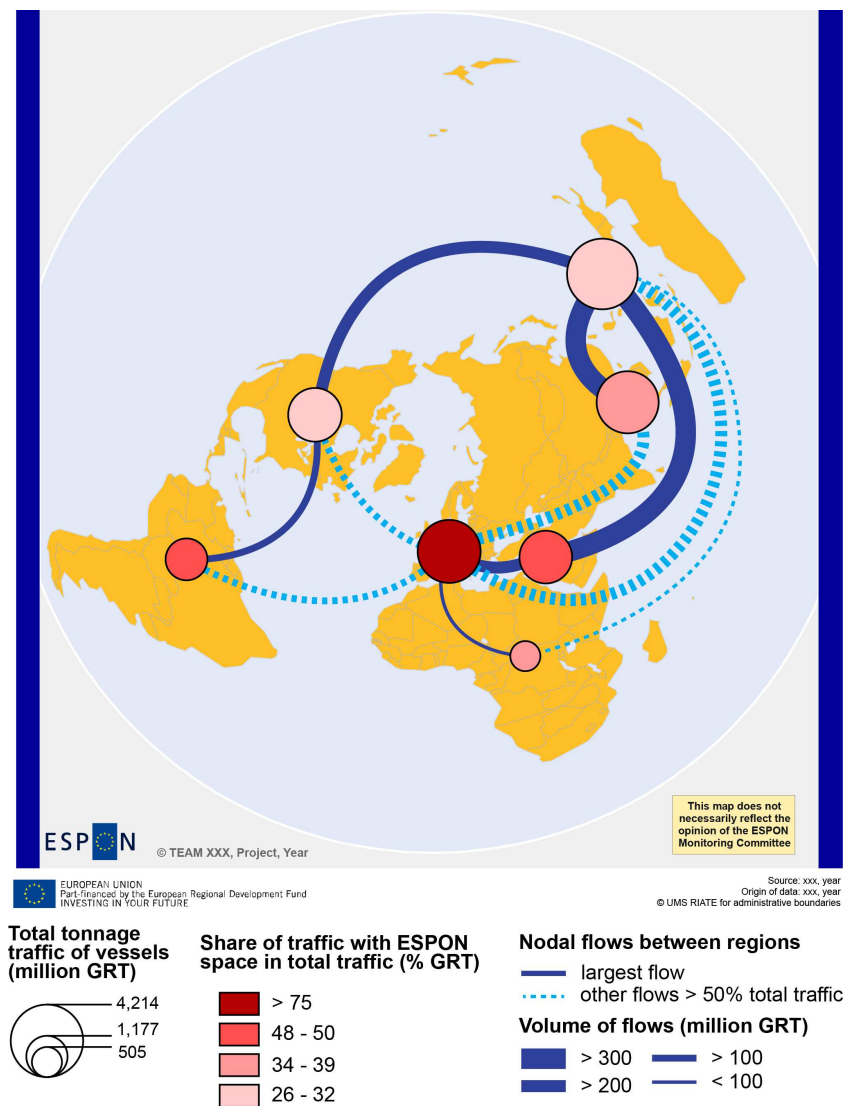 This map does not
necessarily reflect the
opinion of the ESPON
Monitoring Committee
ESPON
© TEAM XXX, Project, Year
EUROPEAN UNION
Part-financed by the European Regional Development Fund
INVESTING IN YOUR FUTURE
Source: xxx, year
Origin of data: xxx, year
© UMS RIATE for administrative boundaries
Total tonnage
traffic of vessels
(million GRT)
4,214
1,177
505
Share of traffic with ESPON
space in total traffic (% GRT)
> 75
48 - 50
34 - 39
26 - 32
Nodal flows between regions
largest flow
other flows > 50% total traffic
Volume of flows (million GRT)
> 300
> 100
> 200
< 100